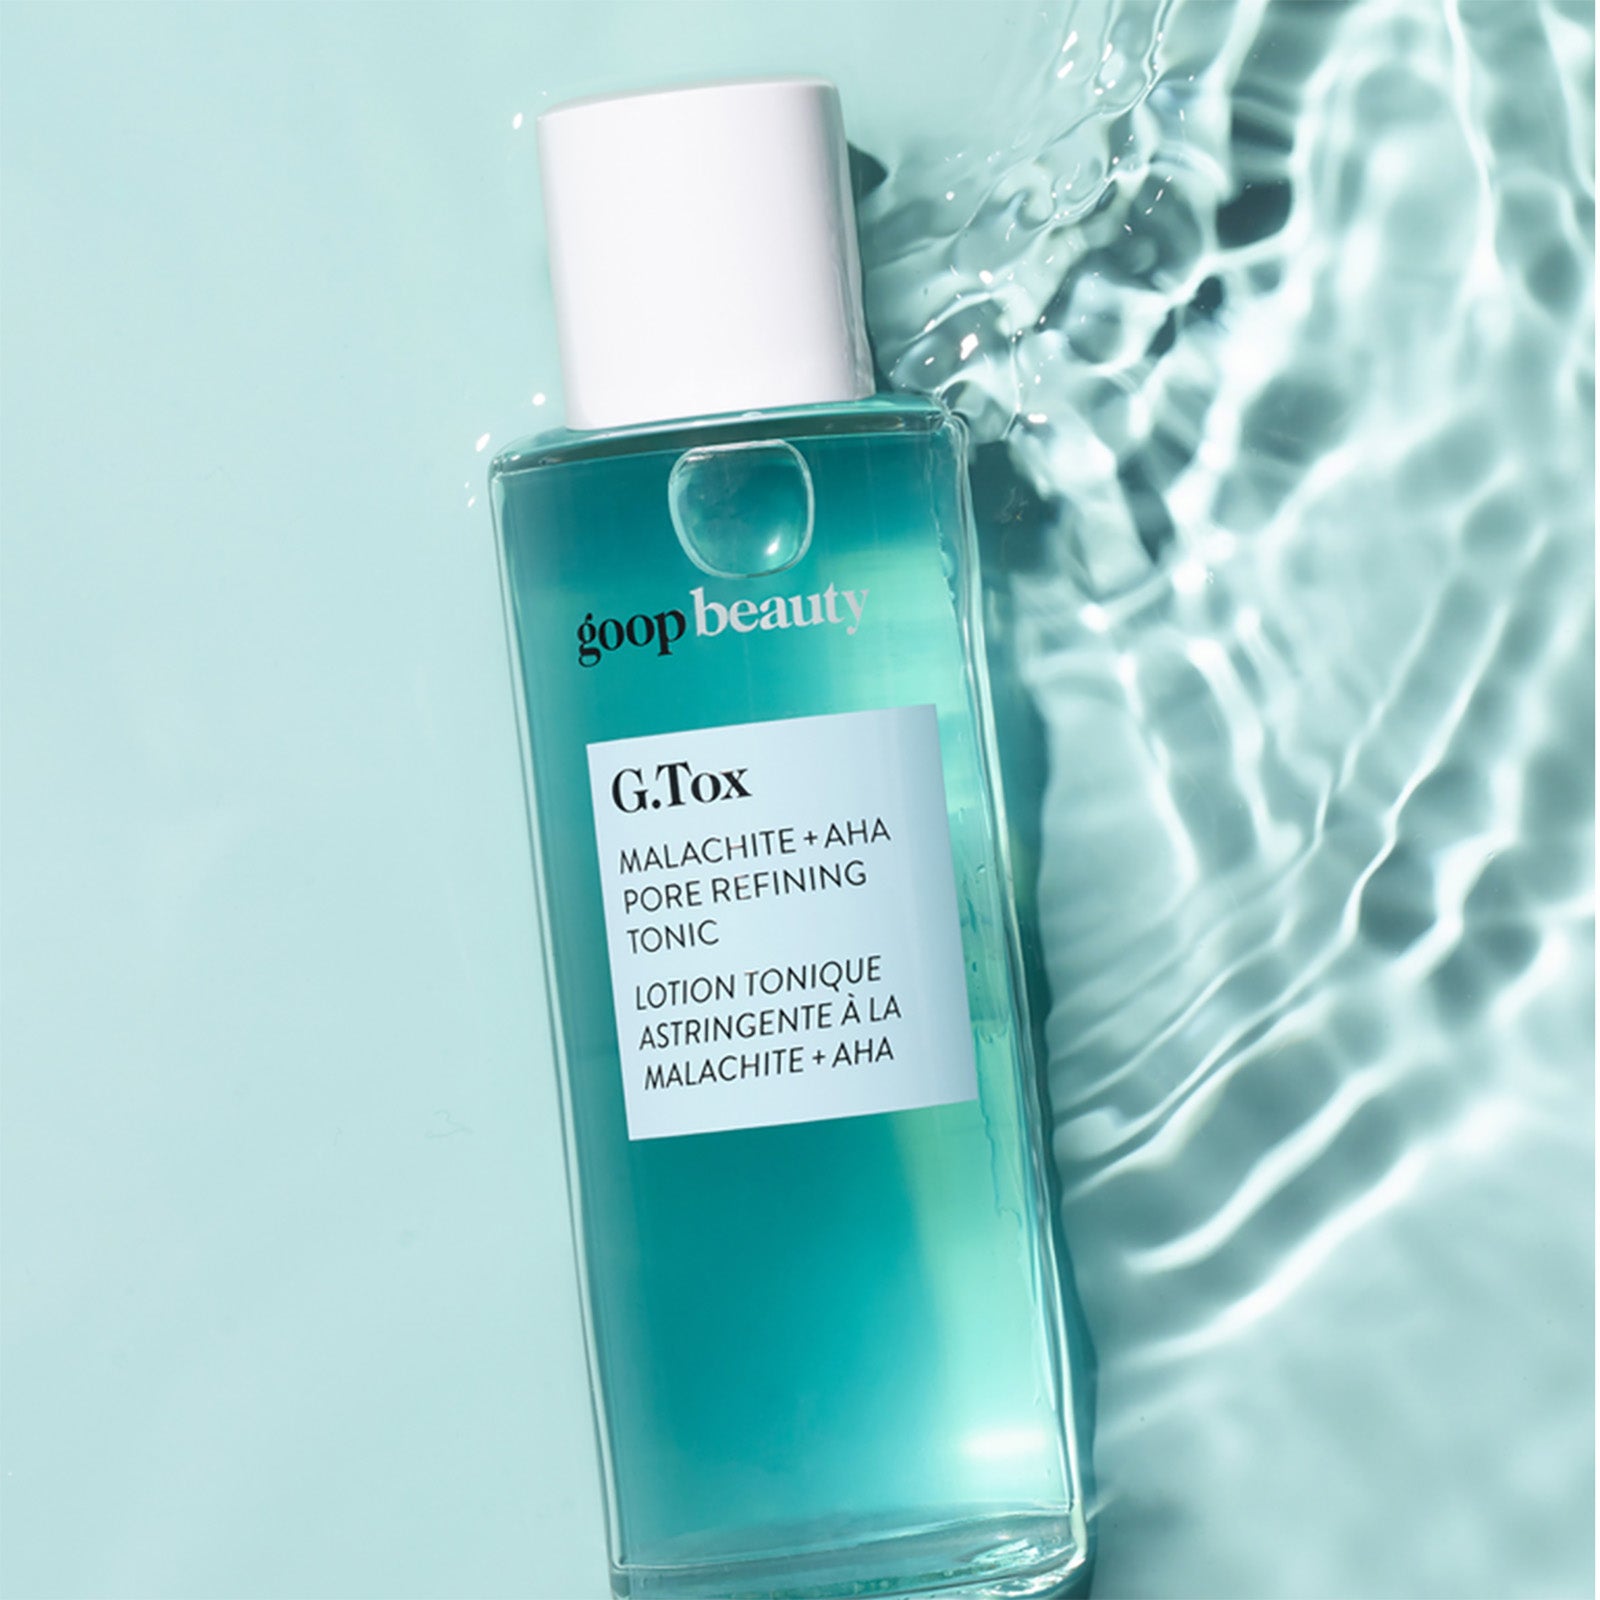 goop beauty
G.Tox
MALACHITE + AHA
PORE REFINING
TONIC
LOTION TONIQUE
ASTRINGENTE À LA
MALACHITE + AHA